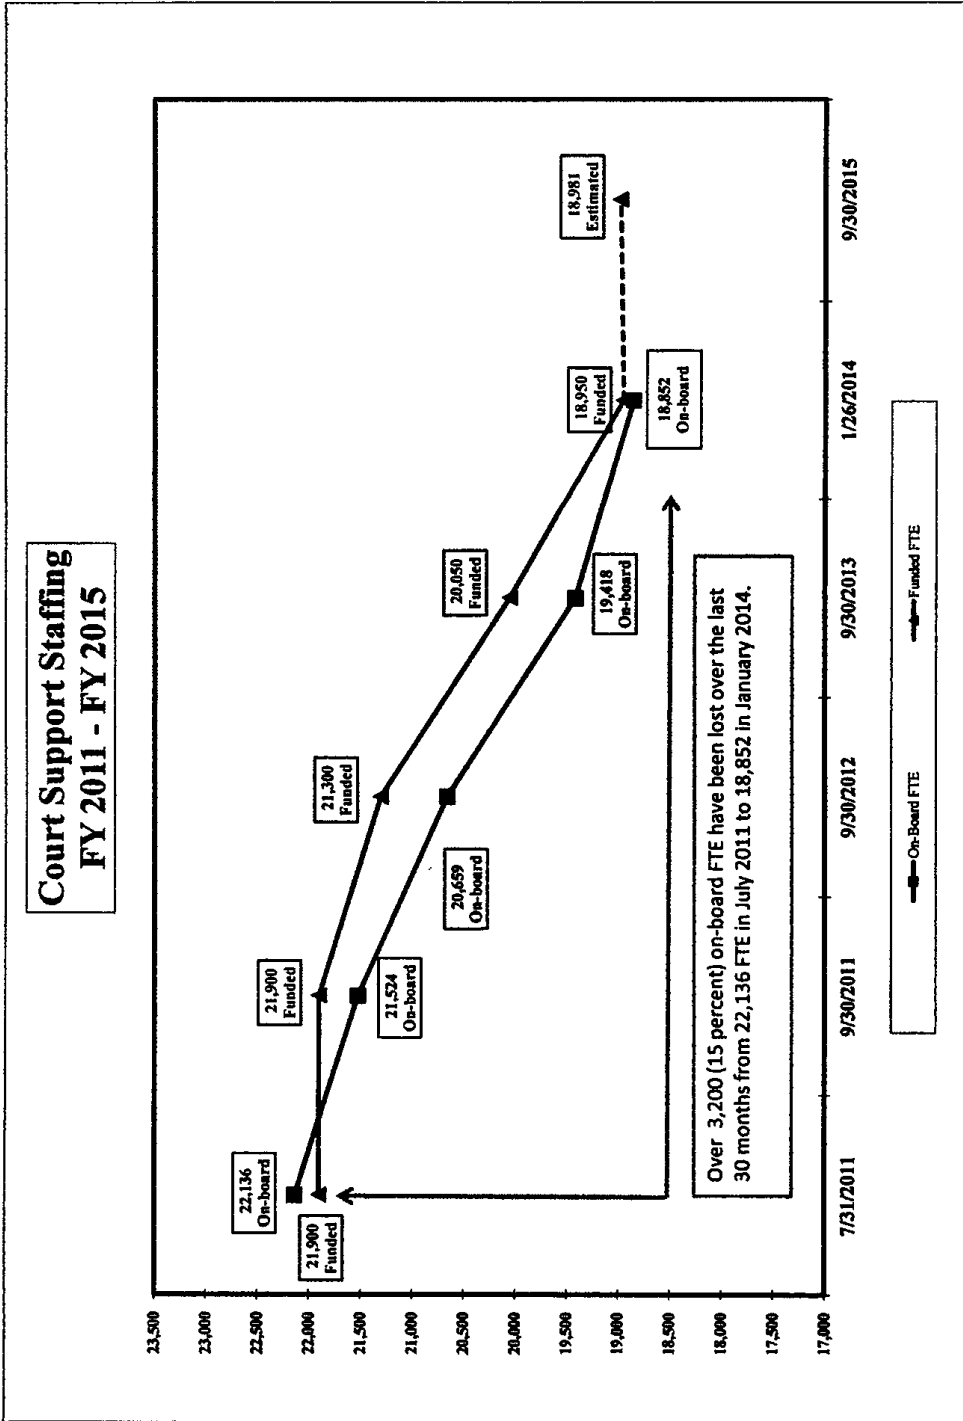 Court Support Staffing
FY 2011 - FY 2015
23,500
23,000
22,500
22,000
21,500
21,000
20,500
20,000
19,500
19,000
18,500
18,000
17,500
17,000
22,136
On-board
21,900
Funded
21,900
Funded
21,524
On-board
21,300
Funded
20,659
On-board
20,050
Funded
19,418
On-board
18,950
Funded
18,852
On-board
18,981
Estimated
Over 3,200 (15 percent) on-board FTE have been lost over the last
30 months from 22,136 FTE in July 2011 to 18,852 in January 2014.
7/31/2011
9/30/2011
9/30/2012
9/30/2013
1/26/2014
9/30/2015
On-Board FTE
Funded FTE